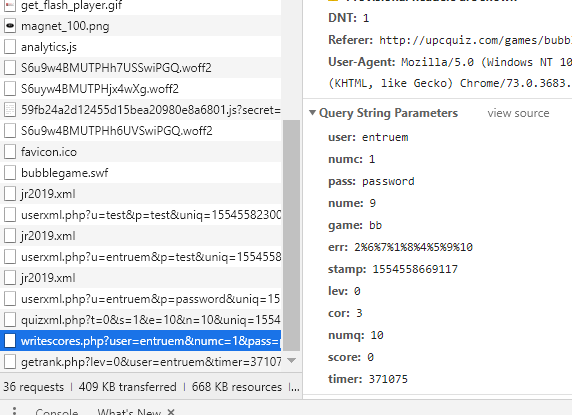 get_flash_player.gif
magnet_100.png
analytics.js
S6u9w4BMUTPHh7USSwiPGQ.woff2
S6uyw4BMUTPHjx4wXg.woff2
59fb24a2d12455d15bea20980e8a6801.js?secret=
S6u9w4BMUTPHh6UVSwiPGQ.woff2
favicon.ico
bubblegame.swf
jr2019.xml
userxml.php?u=test&p=test&uniq=15545582300
jr2019.xml
userxml.php?u=entruem&p=test&uniq=1554558
jr2019.xml
userxml.php?u=entruem&p=password&uniq=15
quizxml.php?t=0&s=1&e=10&n=10&uniq=1554
writescores.php?user=entruem&numc=1&pass=
getrank.php?lev=0&user=entruem&timer=37107
36 requests | 409 KB transferred | 668 KB resources | ...
Console What's New ×
DNT: 1
Referer: http://upcquiz.com/games/bubb
User-Agent: Mozilla/5.0 (Windows NT 10
(KHTML, like Gecko) Chrome/73.0.3683.
Query String Parameters view source
user: entruem
numc: 1
pass: password
nume: 9
game: bb
err: 2%6%7%1%8%4%5%9%10
stamp: 1554558669117
lev: 0
cor: 3
numq: 10
score: 0
timer: 371075